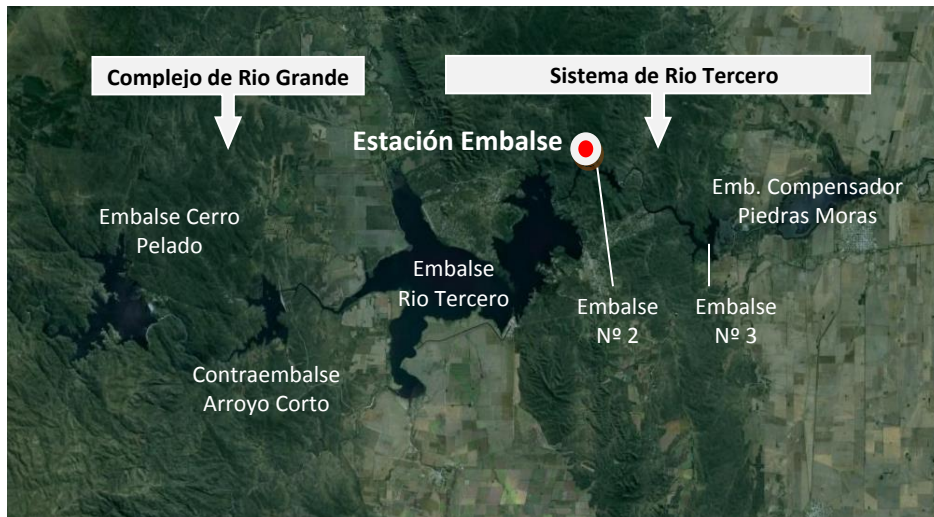 Complejo de Rio Grande
Sistema de Rio Tercero
Estación Embalse
Emb. Compensador
Piedras Moras
Embalse Cerro
Pelado
Embalse
Rio Tercero
Embalse
Nº 2
Embalse
Nº 3
Contraembalse
Arroyo Corto